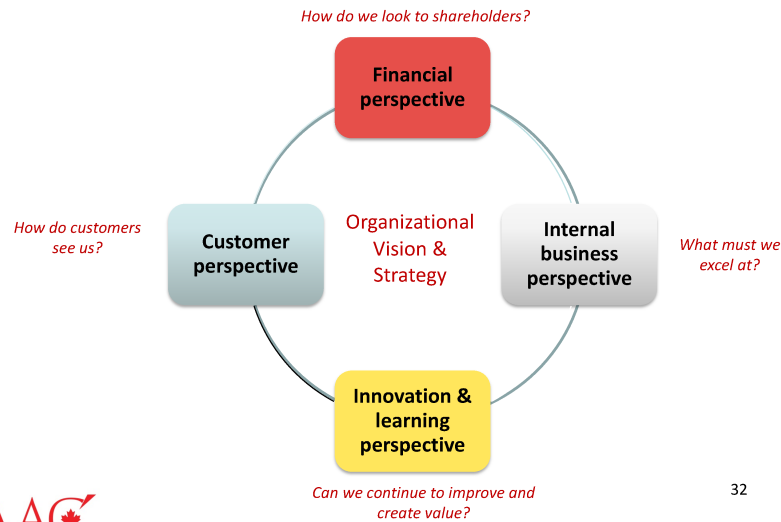 How do we look to shareholders?
Financial
perspective
How do customers
see us?
Customer
perspective
Organizational
Vision &
Strategy
Internal
business
perspective
What must we
excel at?
Innovation &
learning
perspective
Can we continue to improve and
create value?
32